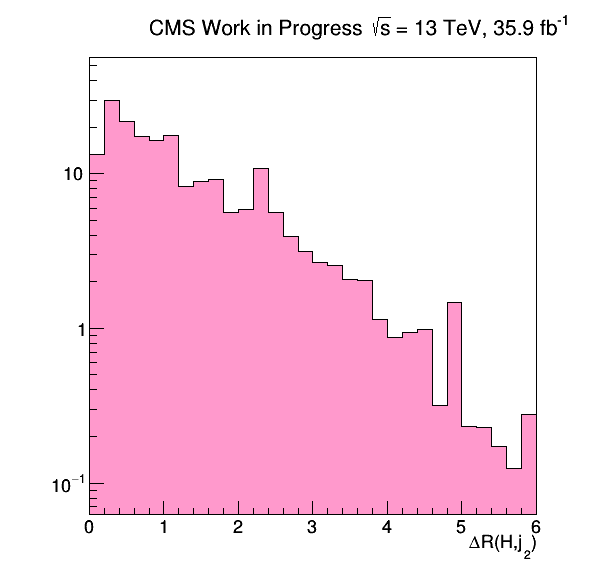 CMS Work in Progress √s = 13 TeV, 35.9 fb⁻¹
10
1
10⁻¹
0 1 2 3 4 5 6
ΔR(H,j₂)